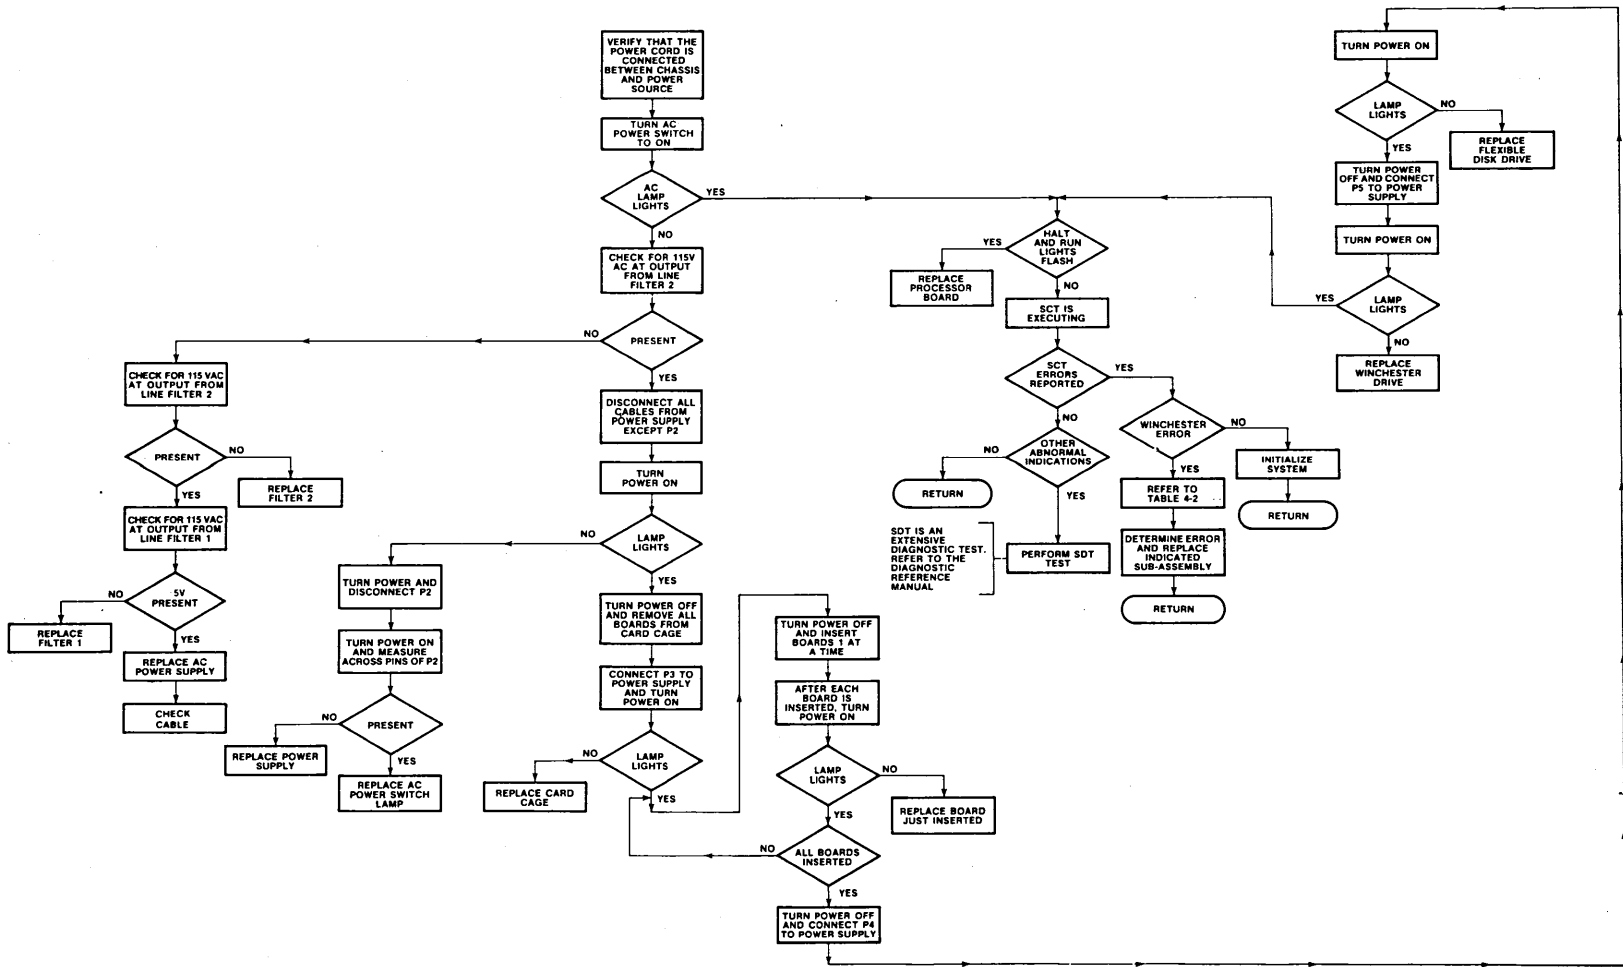 VERIFY THAT THE
POWER CORD IS
CONNECTED
BETWEEN CHASSIS
AND POWER
SOURCE
TURN AC
POWER SWITCH
TO ON
AC
LAMP
LIGHTS
YES
NO
CHECK FOR 115V
AC AT OUTPUT
FROM LINE
FILTER 2
PRESENT
NO
YES
CHECK FOR 115 VAC
AT OUTPUT FROM
LINE FILTER 2
PRESENT
NO
REPLACE
FILTER 2
YES
CHECK FOR 115 VAC
AT OUTPUT FROM
LINE FILTER 1
5V
PRESENT
NO
REPLACE
FILTER 1
YES
REPLACE AC
POWER SUPPLY
CHECK
CABLE
DISCONNECT ALL
CABLES FROM
POWER SUPPLY
EXCEPT P2
TURN
POWER ON
LAMP
LIGHTS
NO
YES
TURN POWER AND
DISCONNECT P2
TURN POWER ON
AND MEASURE
ACROSS PINS OF P2
PRESENT
NO
REPLACE POWER
SUPPLY
YES
REPLACE AC
POWER SWITCH
LAMP
TURN POWER OFF
AND REMOVE ALL
BOARDS FROM
CARD CAGE
CONNECT P3 TO
POWER SUPPLY
AND TURN
POWER ON
LAMP
LIGHTS
NO
REPLACE CARD
CAGE
YES
TURN POWER OFF
AND INSERT
BOARDS 1 AT
A TIME
AFTER EACH
BOARD IS
INSERTED, TURN
POWER ON
LAMP
LIGHTS
NO
REPLACE BOARD
JUST INSERTED
YES
ALL BOARDS
INSERTED
NO
YES
TURN POWER OFF
AND CONNECT P4
TO POWER SUPPLY
HALT
AND RUN
LIGHTS
FLASH
YES
REPLACE
PROCESSOR
BOARD
NO
SCT IS
EXECUTING
SCT
ERRORS
REPORTED
YES
NO
OTHER
ABNORMAL
INDICATIONS
NO
RETURN
YES
SDT IS AN
EXTENSIVE
DIAGNOSTIC TEST.
REFER TO THE
DIAGNOSTIC
REFERENCE
MANUAL
PERFORM SDT
TEST
WINCHESTER
ERROR
NO
INITIALIZE
SYSTEM
RETURN
YES
REFER TO
TABLE 4-2
DETERMINE ERROR
AND REPLACE
INDICATED
SUB-ASSEMBLY
RETURN
TURN POWER ON
LAMP
LIGHTS
NO
REPLACE
FLEXIBLE
DISK DRIVE
YES
TURN POWER
OFF AND CONNECT
P5 TO POWER
SUPPLY
TURN POWER ON
LAMP
LIGHTS
YES
NO
REPLACE
WINCHESTER
DRIVE